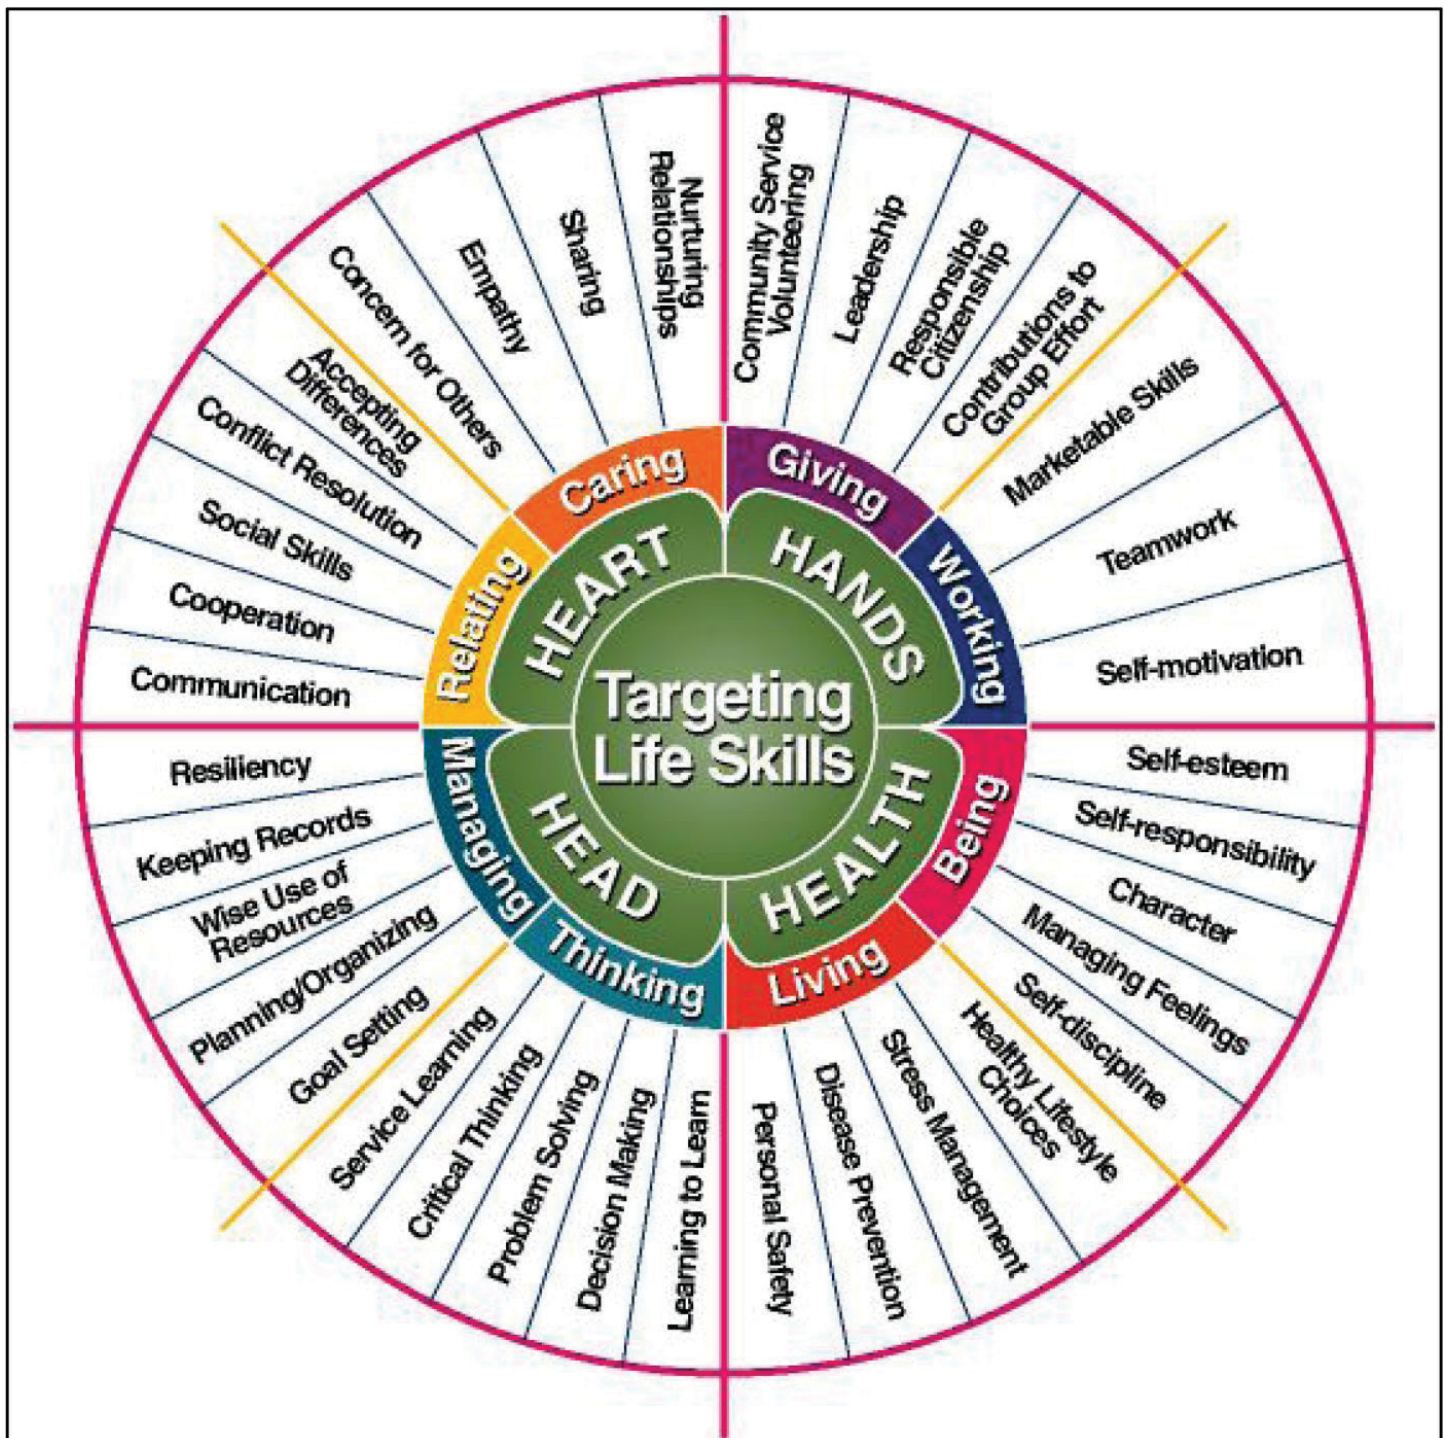 Targeting
Life Skills
HEART
HANDS
HEALTH
HEAD
Caring
Giving
Working
Being
Living
Thinking
Managing
Relating
Nurturing
Relationships
Sharing
Empathy
Concern for Others
Accepting
Differences
Conflict Resolution
Social Skills
Cooperation
Communication
Community Service
Volunteering
Leadership
Responsible
Citizenship
Contributions to
Group Effort
Marketable Skills
Teamwork
Self-motivation
Self-esteem
Self-responsibility
Character
Managing Feelings
Self-discipline
Healthy Lifestyle
Choices
Stress Management
Disease Prevention
Personal Safety
Learning to Learn
Decision Making
Problem Solving
Critical Thinking
Service Learning
Goal Setting
Planning/Organizing
Wise Use of
Resources
Keeping Records
Resiliency